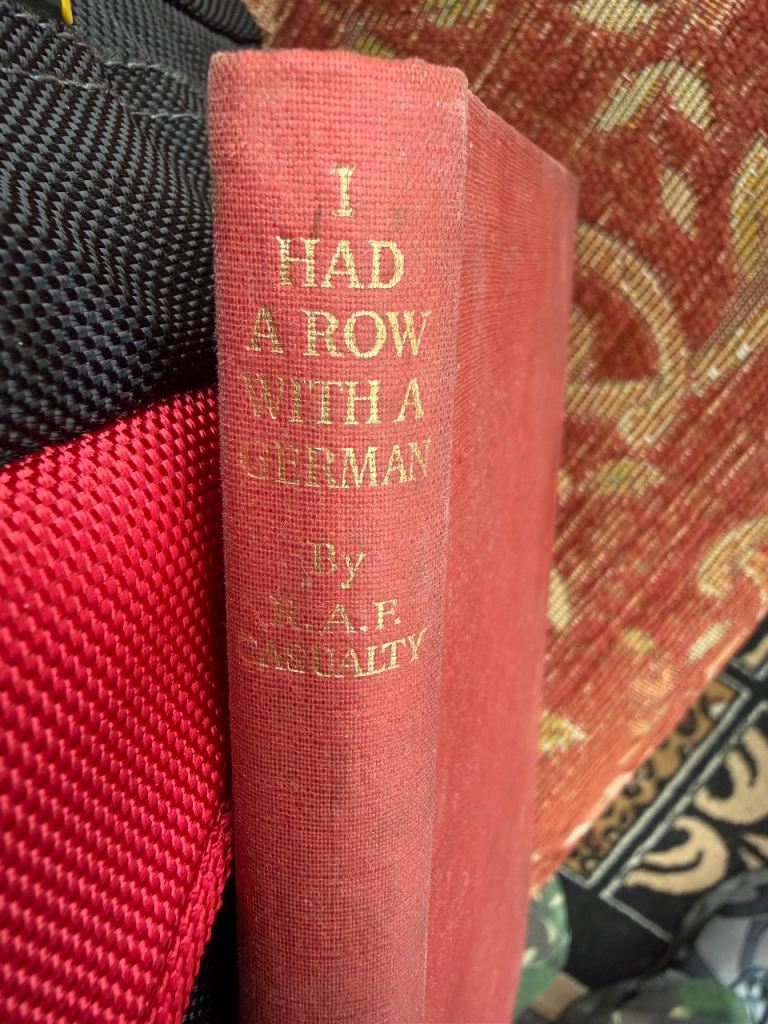 I
HAD
A ROW
WITH A
GERMAN
By
R.A.F.
CASUALTY